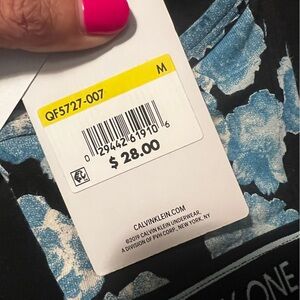 QF5727-007 M
0 29442 61910 6
$ 28.00
CALVINKLEIN.COM
©2019 CALVIN KLEIN UNDERWEAR,
A DIVISION OF PVH CORP., NEW YORK, NY
ONE